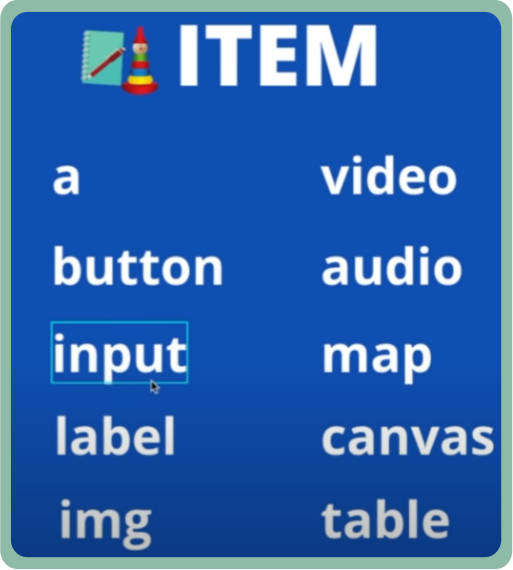 ITEM
a
button
input
label
img
video
audio
map
canvas
table